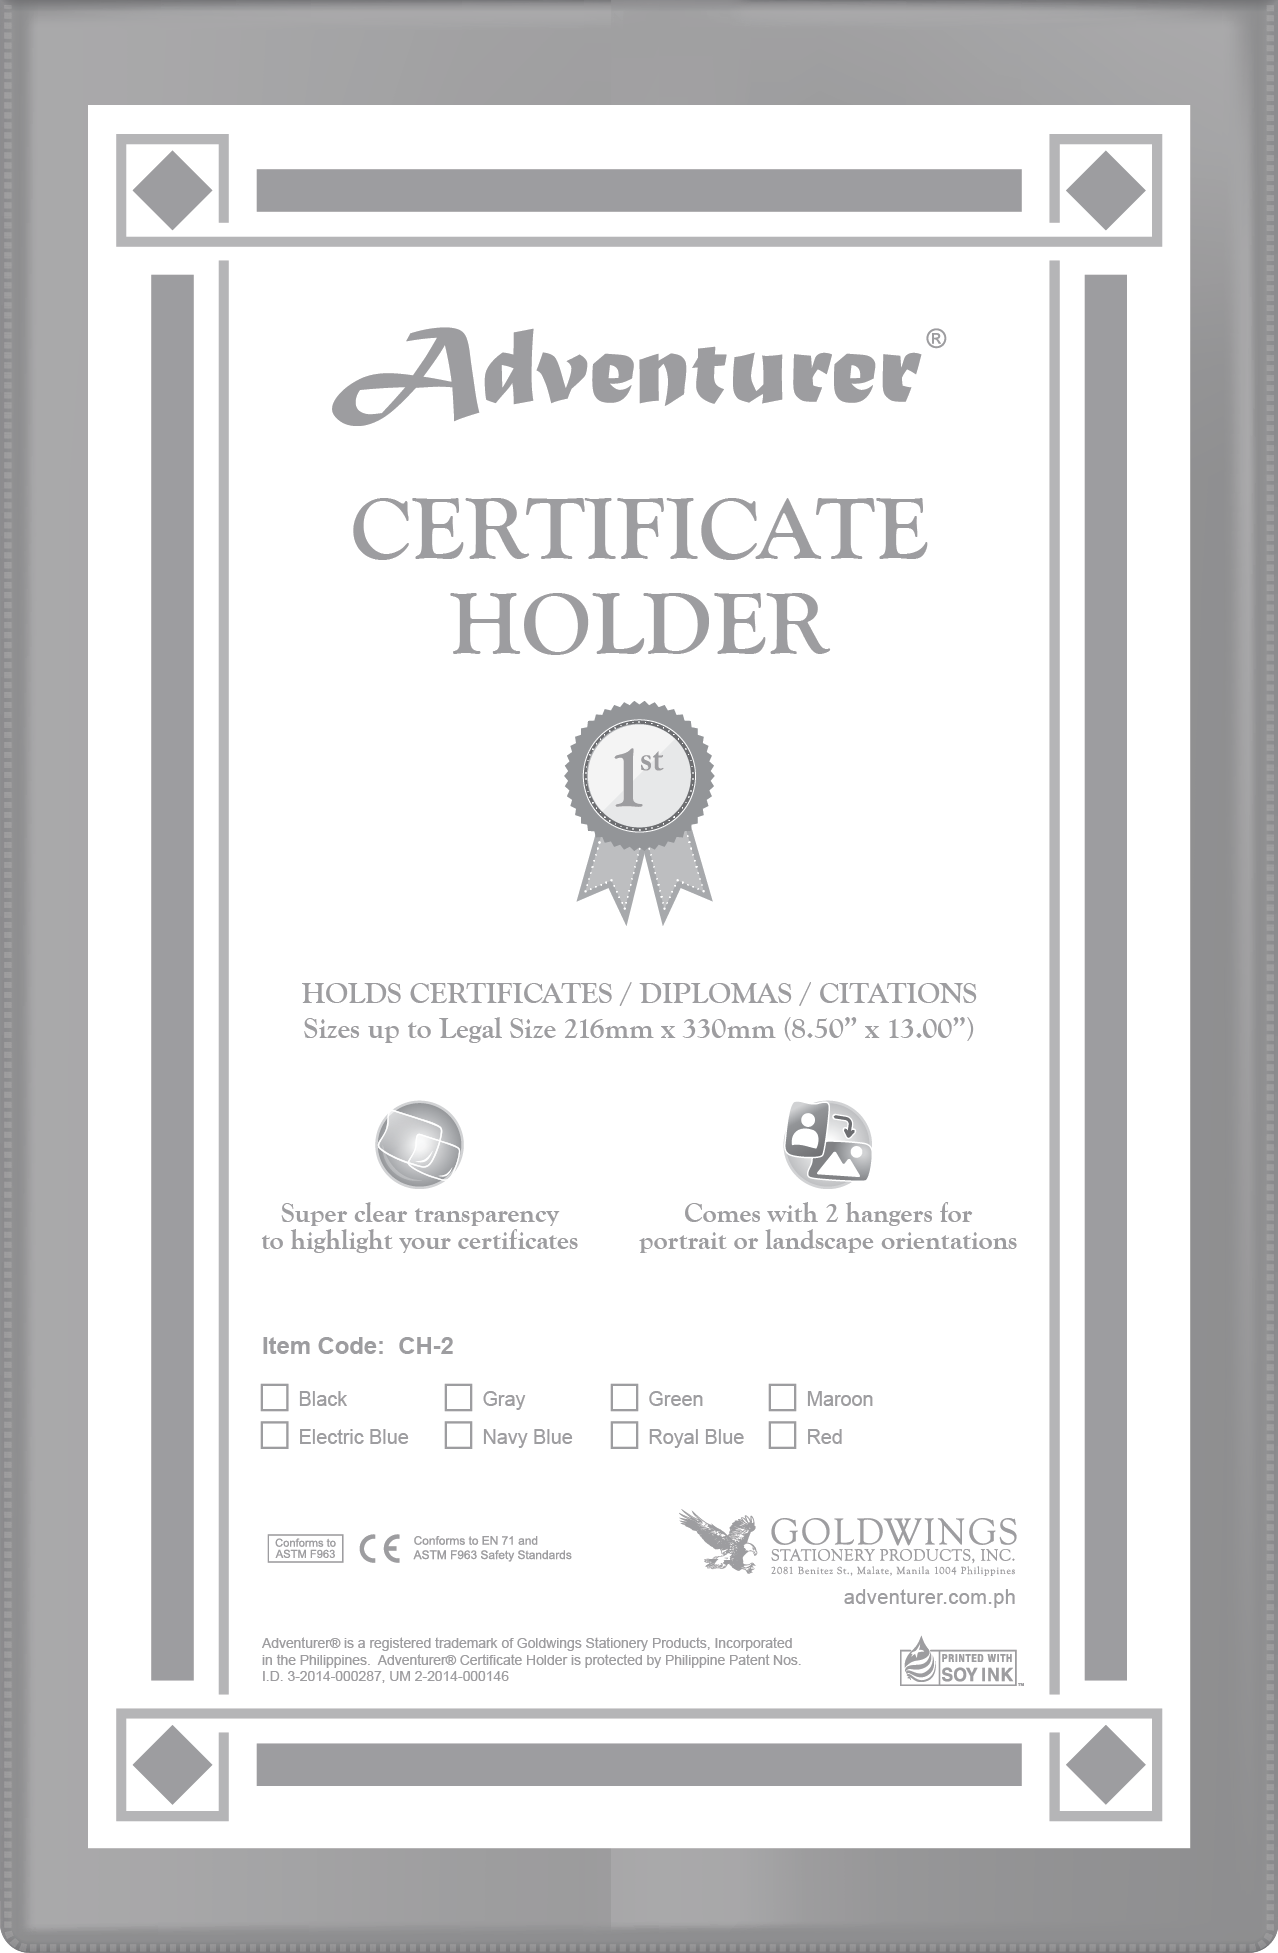 Adventurer®
CERTIFICATE
HOLDER
1st
HOLDS CERTIFICATES / DIPLOMAS / CITATIONS
Sizes up to Legal Size 216mm x 330mm (8.50” x 13.00”)
Super clear transparency
to highlight your certificates
Comes with 2 hangers for
portrait or landscape orientations
Item Code: CH-2
Black Gray Green Maroon
Electric Blue Navy Blue Royal Blue Red
Conforms to
ASTM F963
CE
Conforms to EN 71 and
ASTM F963 Safety Standards
GOLDWINGS
STATIONERY PRODUCTS, INC.
2081 Benitez St., Malate, Manila 1004 Philippines
adventurer.com.ph
Adventurer® is a registered trademark of Goldwings Stationery Products, Incorporated
in the Philippines. Adventurer® Certificate Holder is protected by Philippine Patent Nos.
I.D. 3-2014-000287, UM 2-2014-000146
PRINTED WITH
SOY INK™